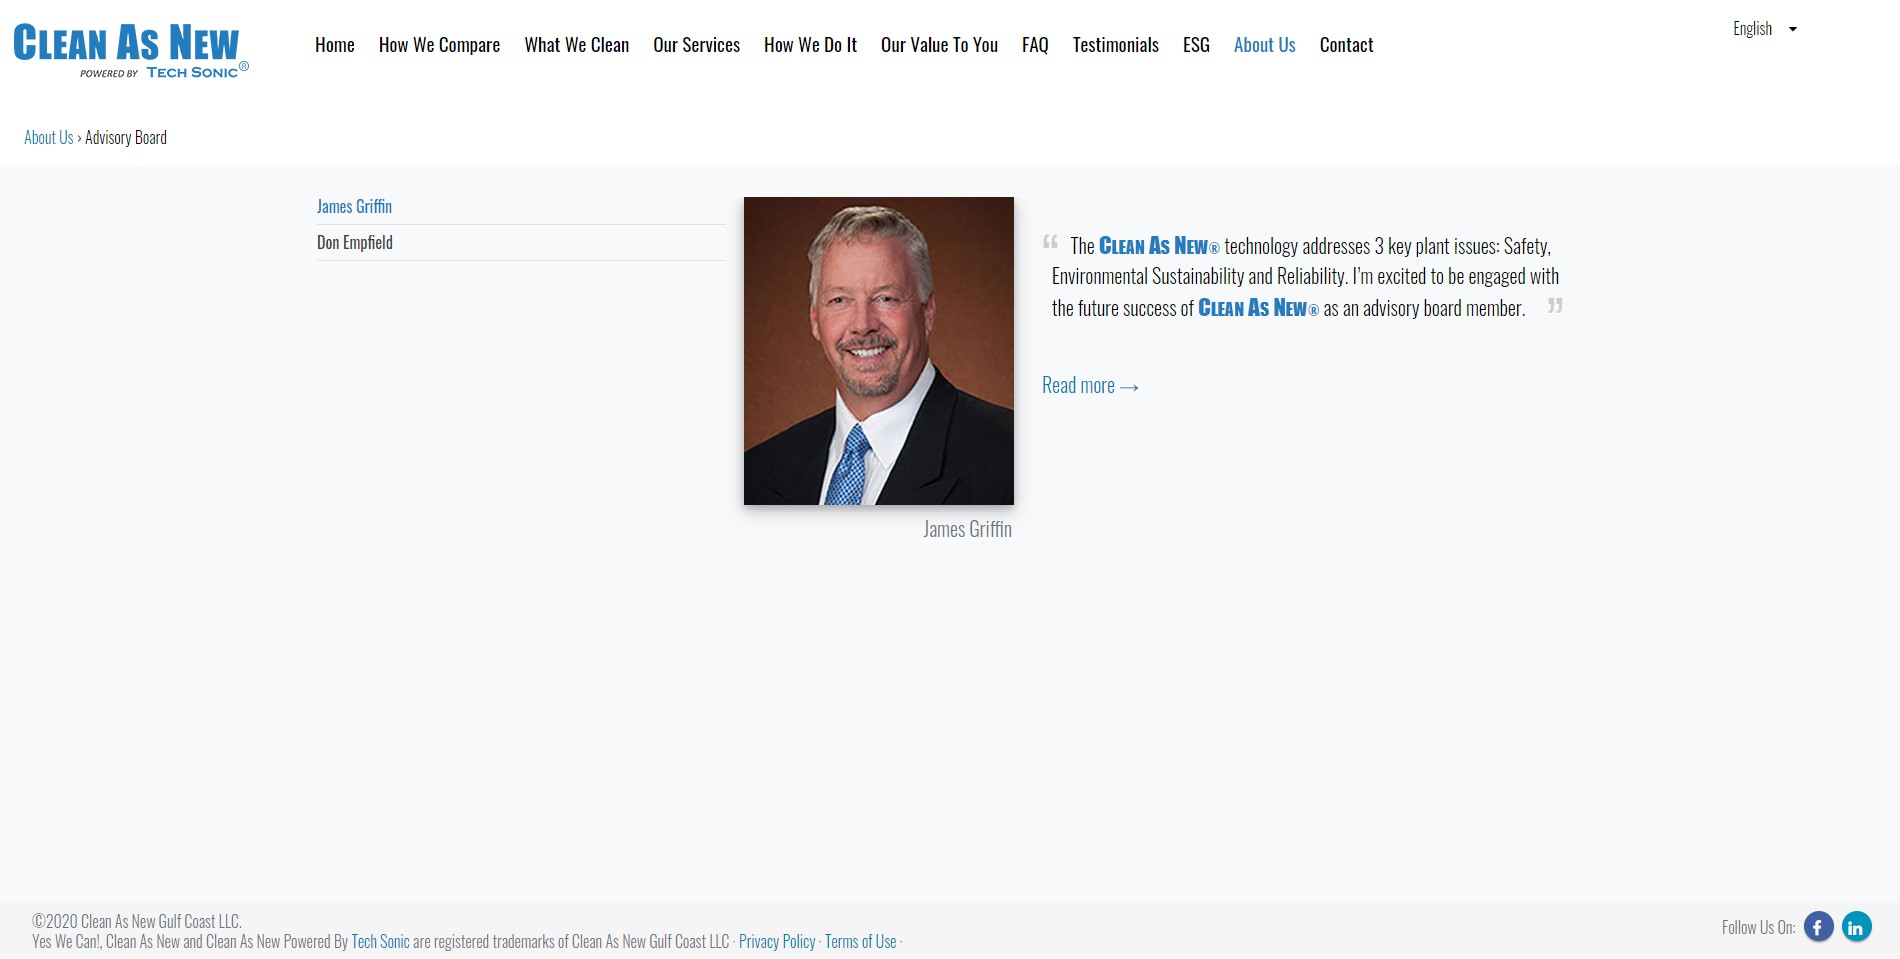 CLEAN AS NEW
POWERED BY TECH SONIC®
Home How We Compare What We Clean Our Services How We Do It Our Value To You FAQ Testimonials ESG About Us Contact
English
About Us › Advisory Board
James Griffin
Don Empfield
“ The CLEAN AS NEW® technology addresses 3 key plant issues: Safety,
Environmental Sustainability and Reliability. I’m excited to be engaged with
the future success of CLEAN AS NEW® as an advisory board member. ”
Read more →
James Griffin
©2020 Clean As New Gulf Coast LLC.
Yes We Can!, Clean As New and Clean As New Powered By Tech Sonic are registered trademarks of Clean As New Gulf Coast LLC · Privacy Policy · Terms of Use ·
Follow Us On: f in